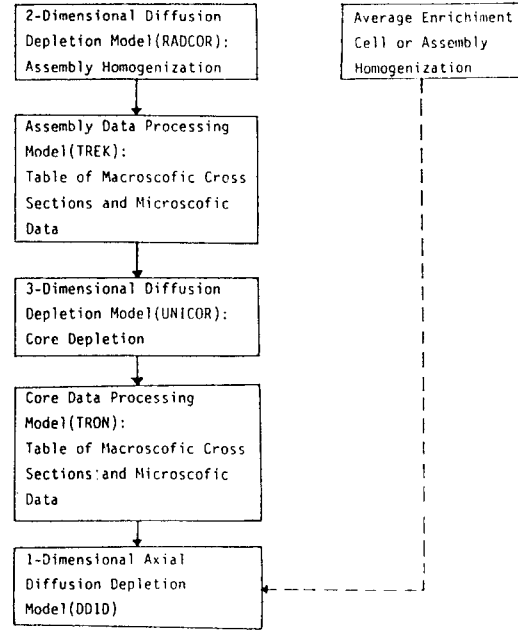 2-Dimensional Diffusion
Depletion Model(RADCOR):
Assembly Homogenization
Average Enrichiment
Cell or Assembly
Homogenization
Assembly Data Processing
Model(TREK):
Table of Macroscofic Cross
Sections and Microscofic
Data
3-Dimensional Diffusion
Depletion Model(UNICOR):
Core Depletion
Core Data Processing
Model(TRON):
Table of Macroscofic Cross
Sections and Microscofic
Data
1-Dimensional Axial
Diffusion Depletion
Model(DD1D)